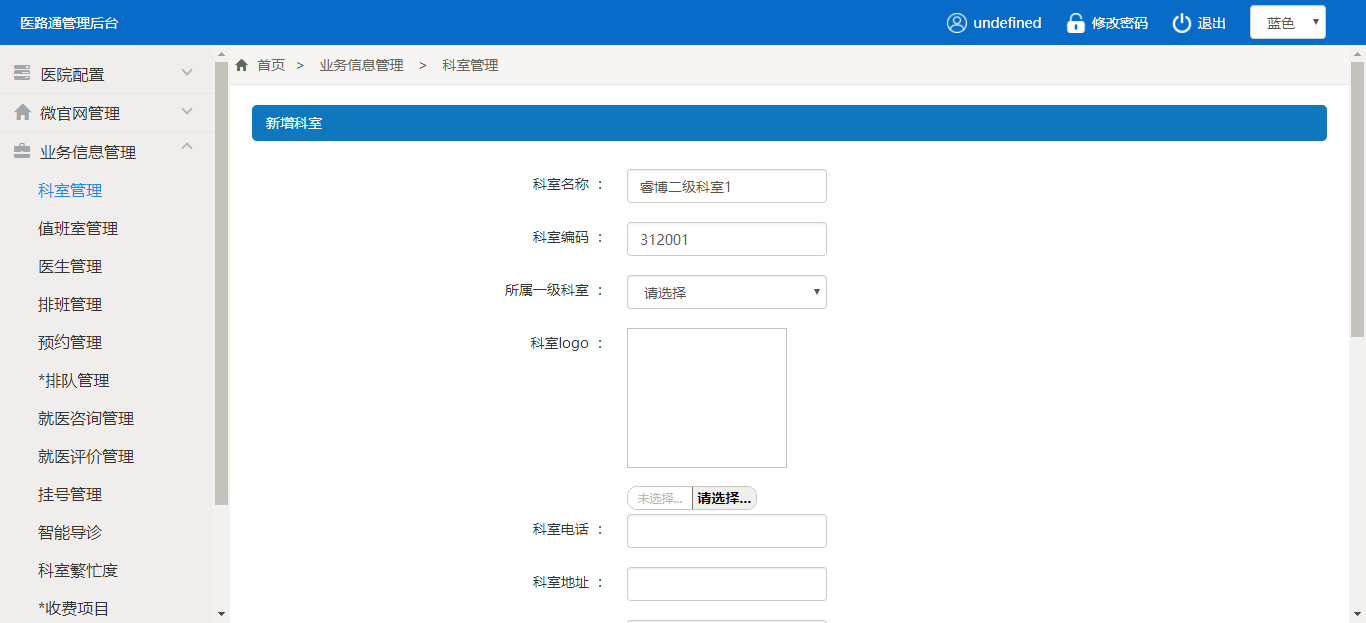 医路通管理后台
undefined
修改密码
退出
蓝色
医院配置
微官网管理
业务信息管理
科室管理
值班室管理
医生管理
排班管理
预约管理
*排队管理
就医咨询管理
就医评价管理
挂号管理
智能导诊
科室繁忙度
*收费项目
首页 > 业务信息管理 > 科室管理
新增科室
科室名称 ： 睿博二级科室1
科室编码 ： 312001
所属一级科室 ： 请选择
科室logo ：
未选择... 请选择...
科室电话 ：
科室地址 ：